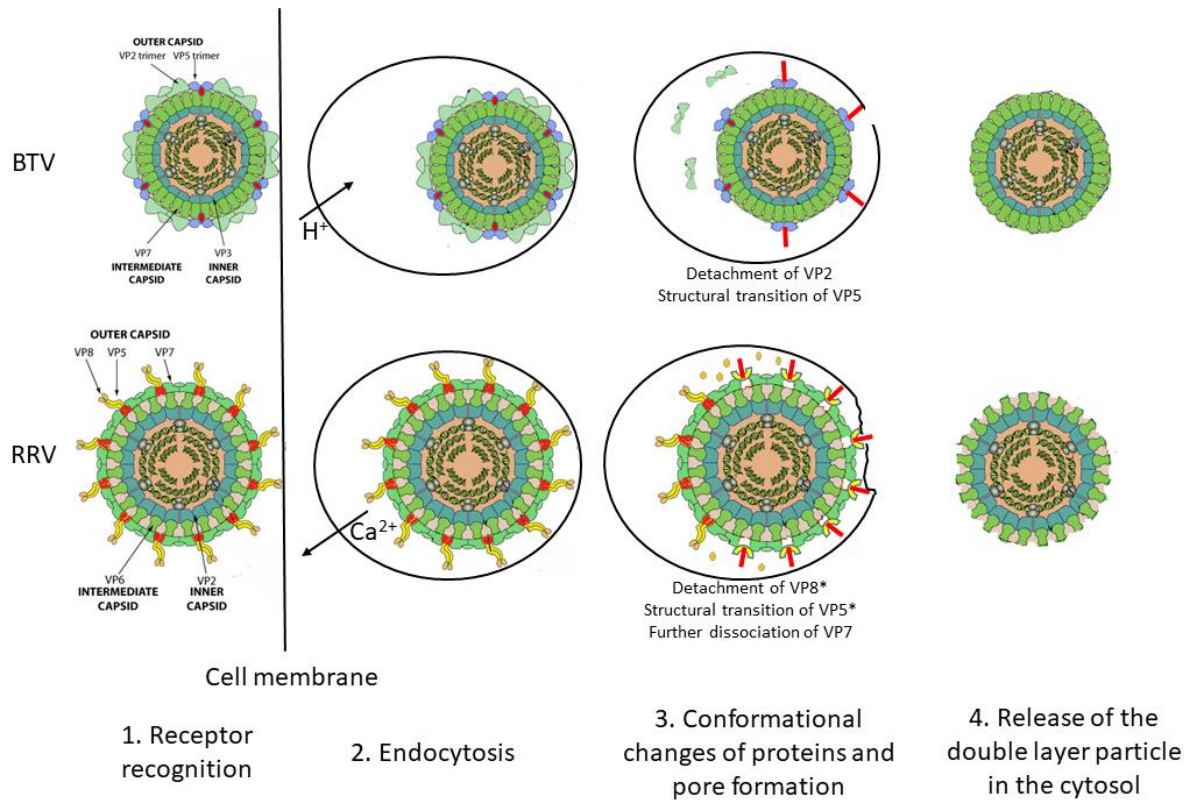 OUTER CAPSID
VP2 trimer VP5 trimer
BTV
VP7
INTERMEDIATE
CAPSID
VP3
INNER
CAPSID
H+
Detachment of VP2
Structural transition of VP5
OUTER CAPSID
VP8 VP5 VP7
RRV
VP6
INTERMEDIATE
CAPSID
VP2
INNER
CAPSID
Ca2+
Detachment of VP8*
Structural transition of VP5*
Further dissociation of VP7
Cell membrane
1. Receptor
recognition
2. Endocytosis
3. Conformational
changes of proteins and
pore formation
4. Release of the
double layer particle
in the cytosol